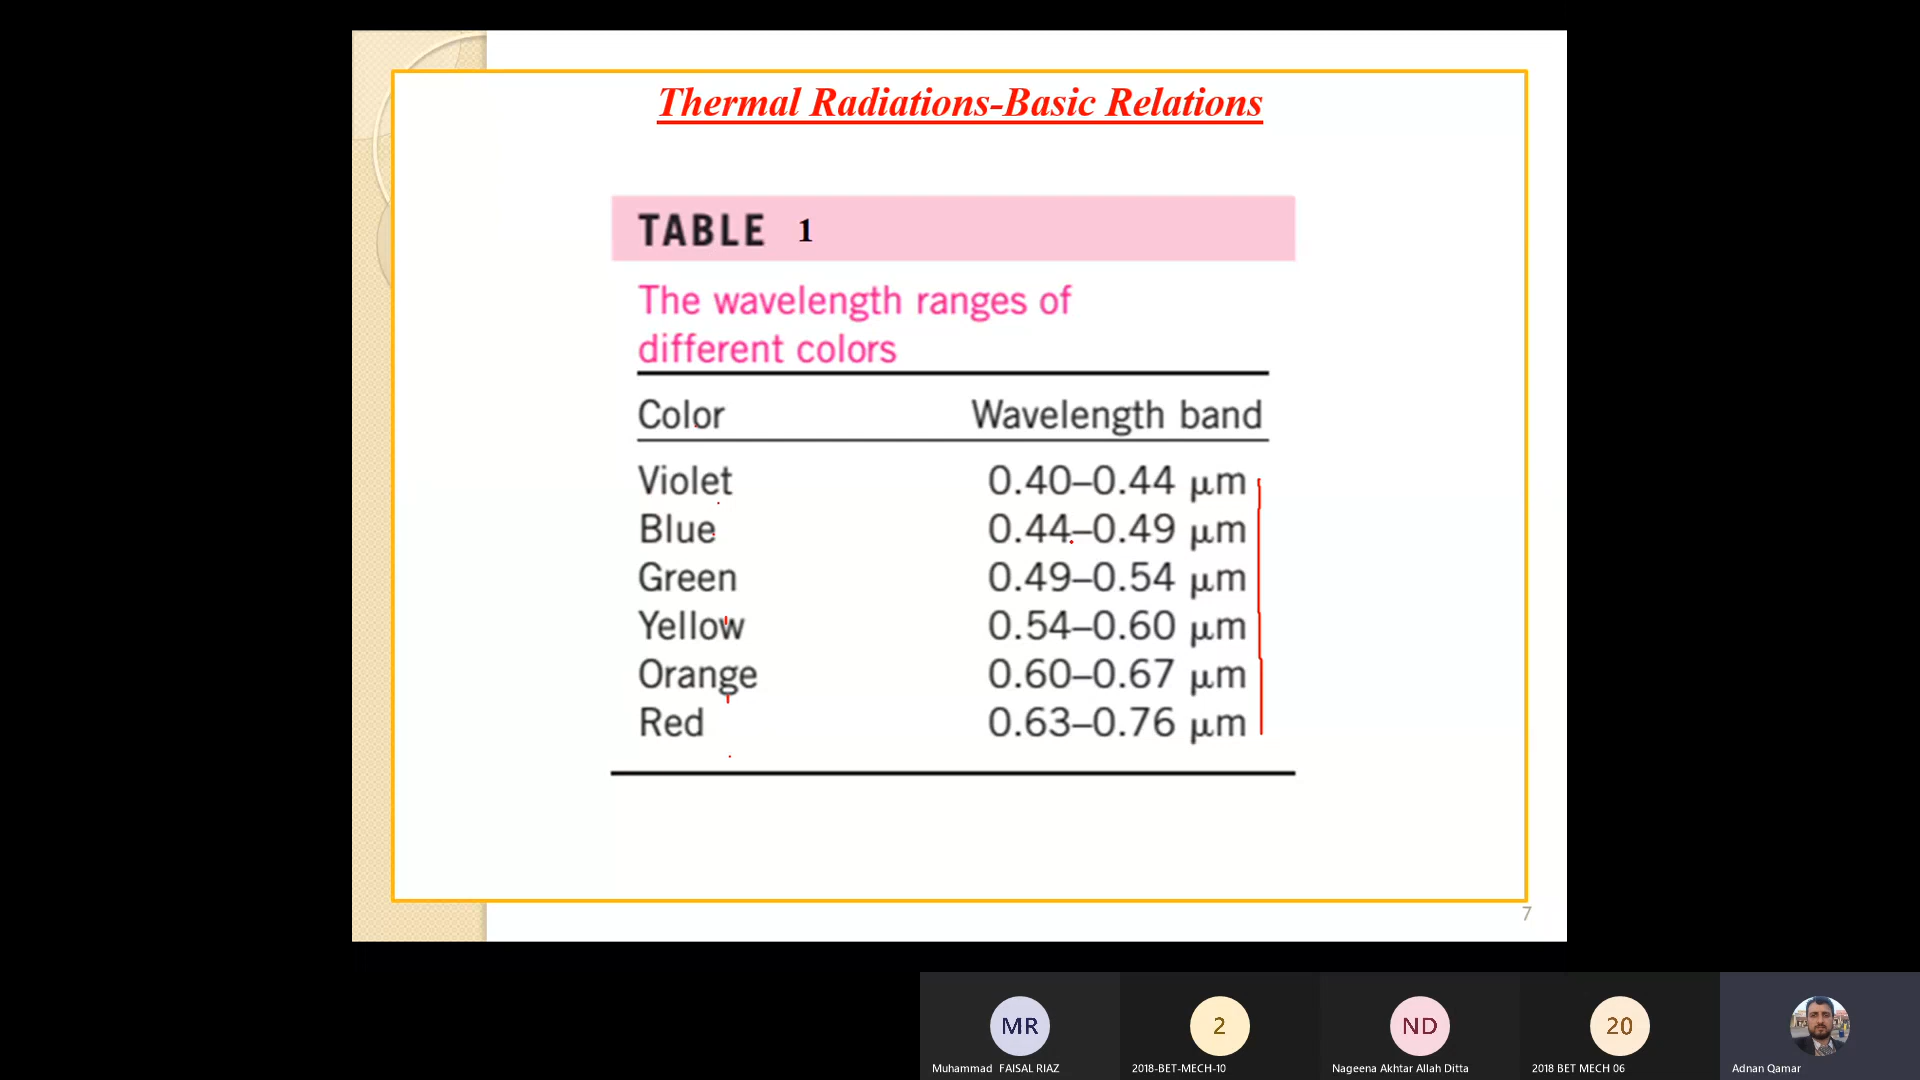 Thermal Radiations-Basic Relations
TABLE 1
The wavelength ranges of
different colors
Color Wavelength band
Violet 0.40–0.44 μm
Blue 0.44–0.49 μm
Green 0.49–0.54 μm
Yellow 0.54–0.60 μm
Orange 0.60–0.67 μm
Red 0.63–0.76 μm
7
MR 2 ND 20
Muhammad FAISAL RIAZ 2018-BET-MECH-10 Nageena Akhtar Allah Ditta 2018 BET MECH 06 Adnan Qamar